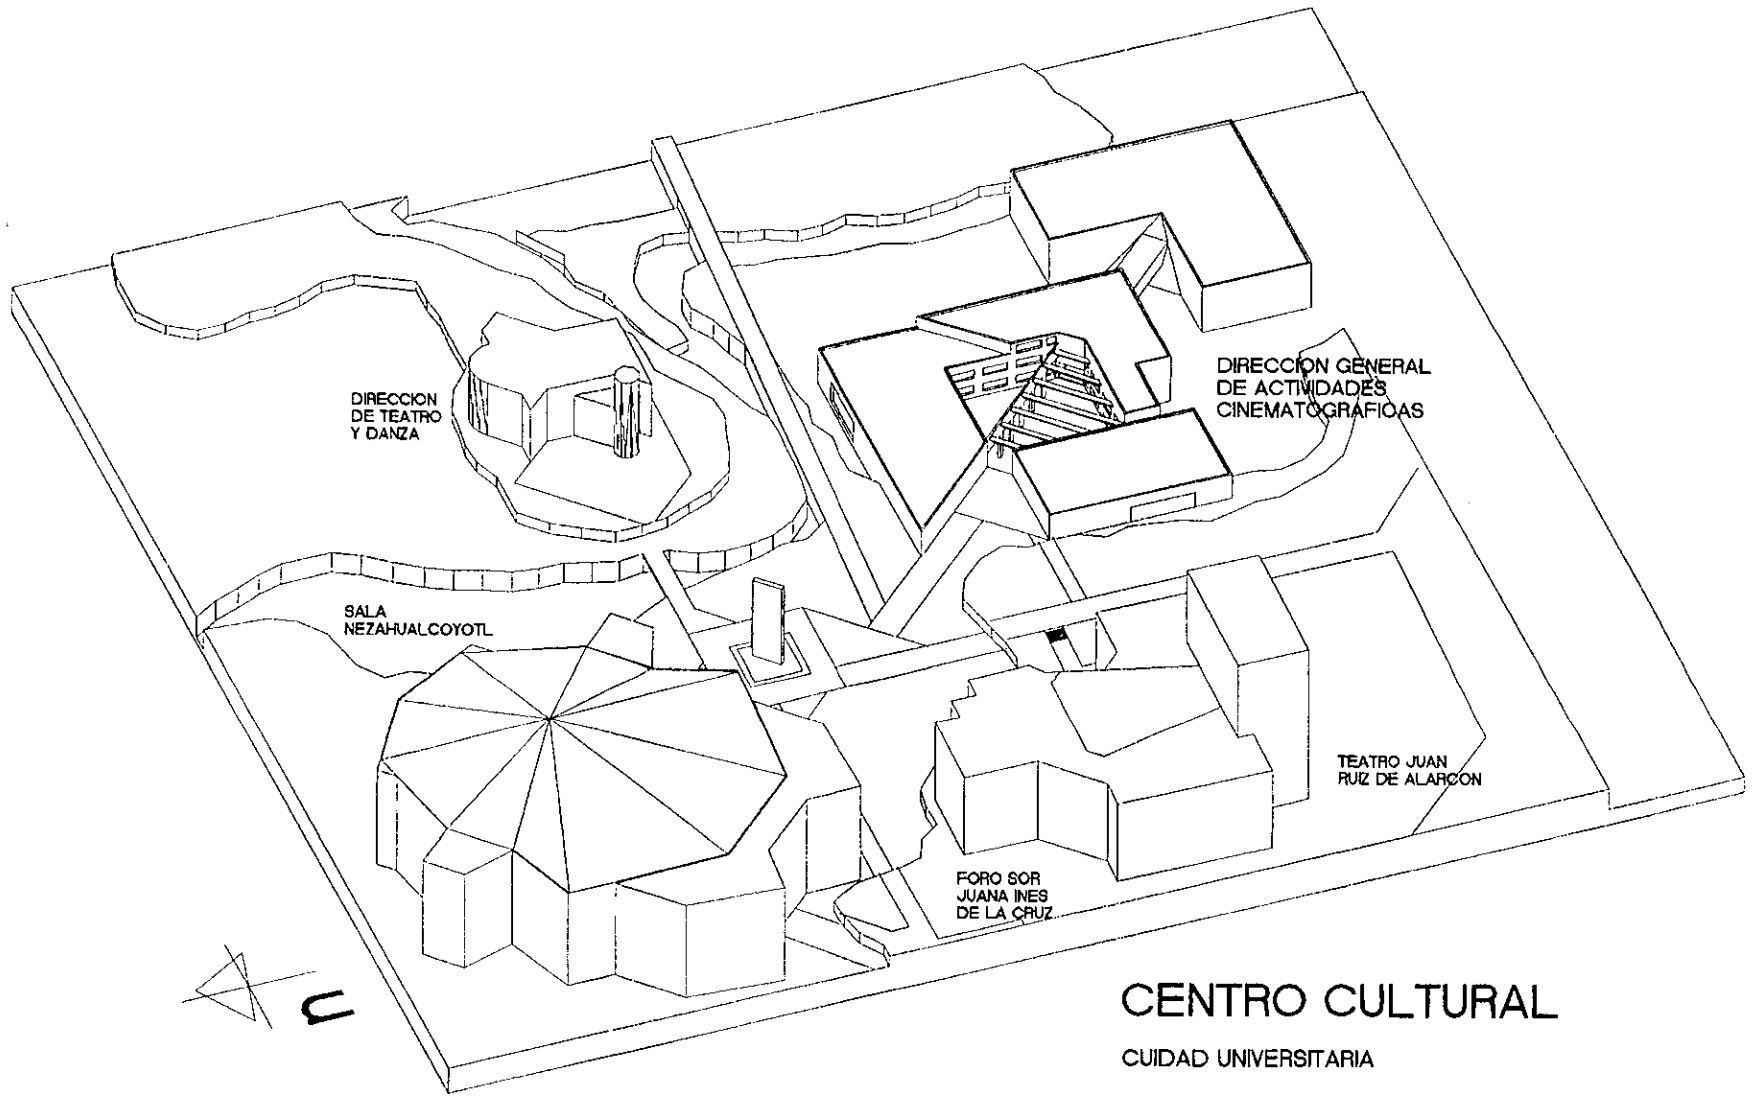 DIRECCION GENERAL
DE ACTIVIDADES
CINEMATOGRAFICAS
DIRECCION
DE TEATRO
Y DANZA
SALA
NEZAHUALCOYOTL
TEATRO JUAN
RUIZ DE ALARCON
FORO SOR
JUANA INES
DE LA CRUZ
CENTRO CULTURAL
CUIDAD UNIVERSITARIA